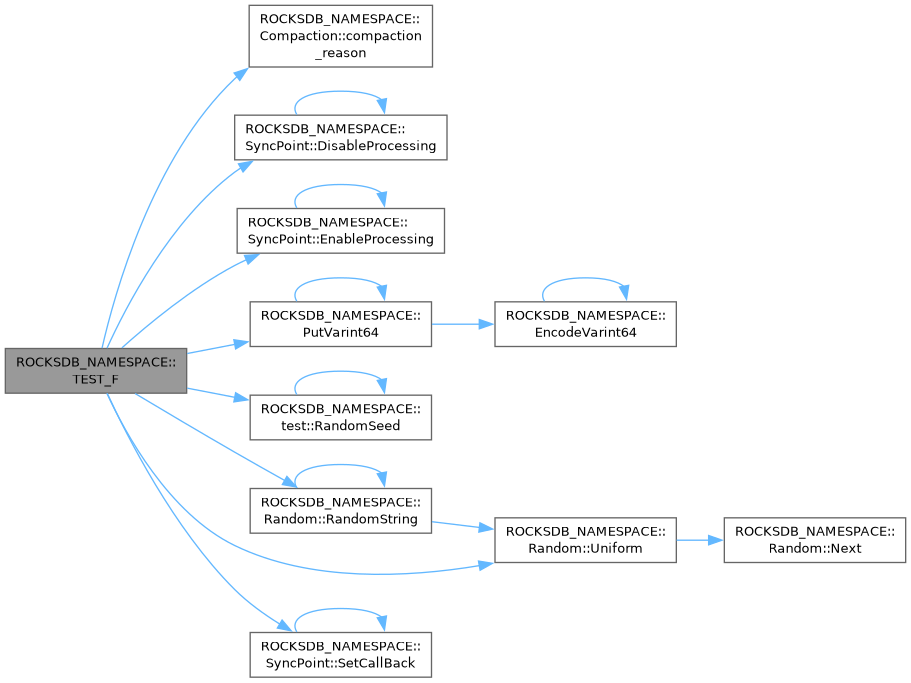 ROCKSDB_NAMESPACE::
Compaction::compaction
_reason
ROCKSDB_NAMESPACE::
SyncPoint::DisableProcessing
ROCKSDB_NAMESPACE::
SyncPoint::EnableProcessing
ROCKSDB_NAMESPACE::
PutVarint64
ROCKSDB_NAMESPACE::
EncodeVarint64
ROCKSDB_NAMESPACE::
TEST_F
ROCKSDB_NAMESPACE::
test::RandomSeed
ROCKSDB_NAMESPACE::
Random::RandomString
ROCKSDB_NAMESPACE::
Random::Uniform
ROCKSDB_NAMESPACE::
Random::Next
ROCKSDB_NAMESPACE::
SyncPoint::SetCallBack